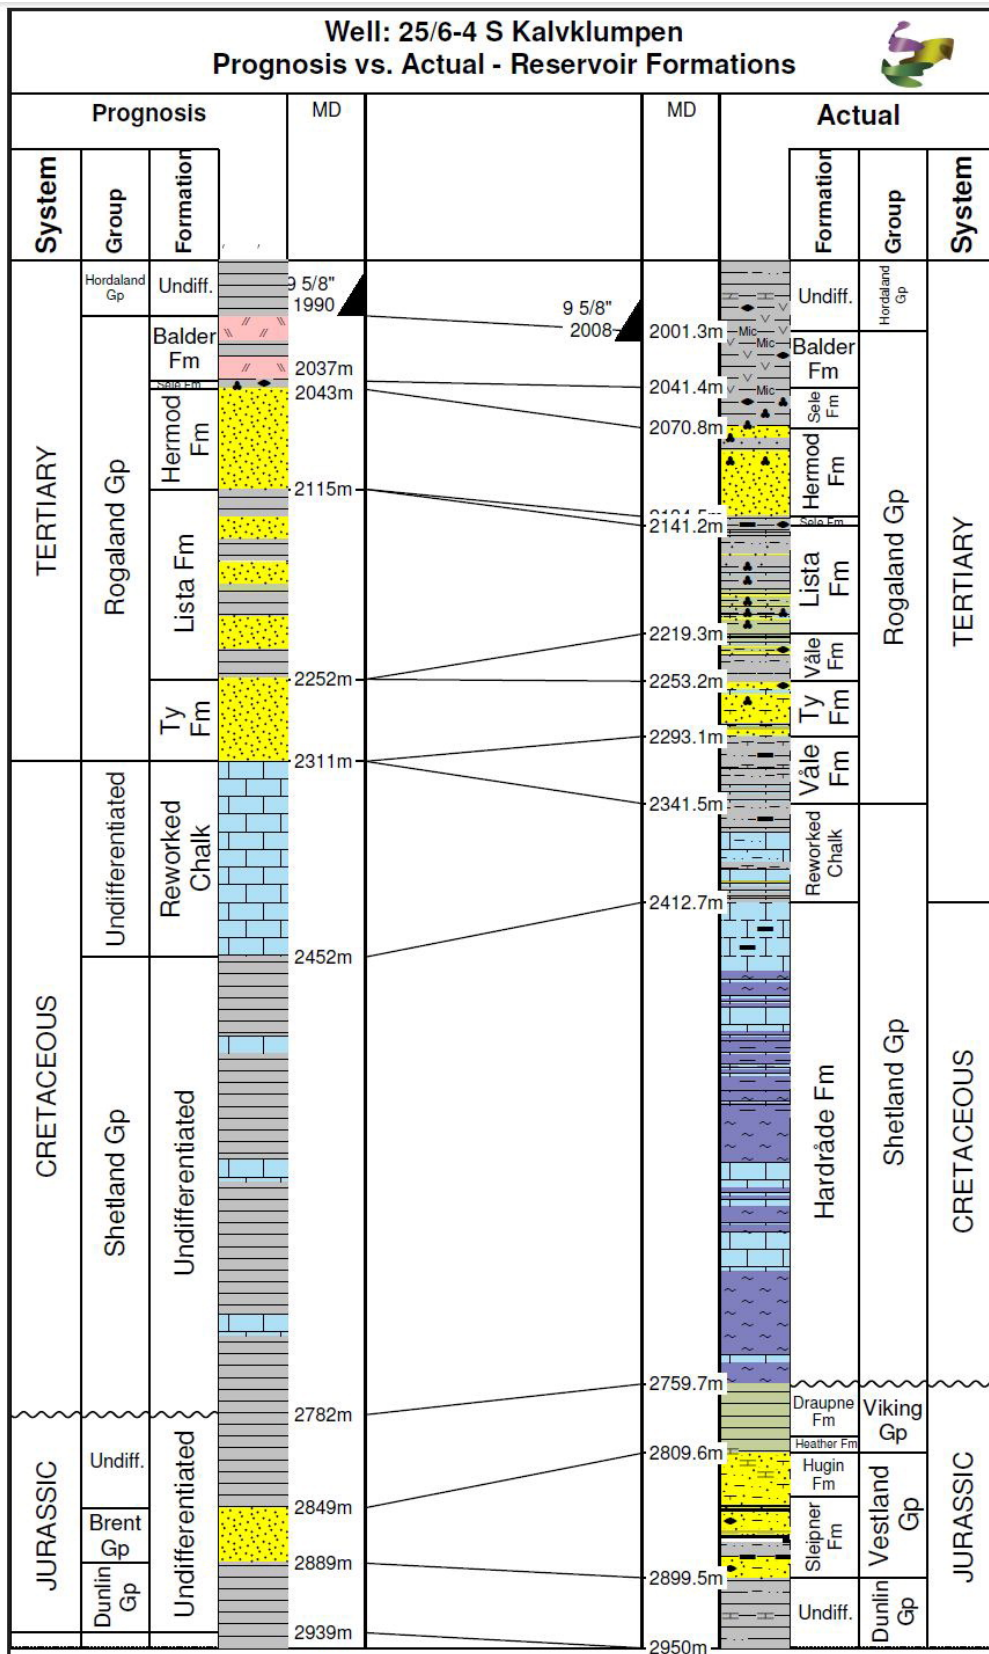 Well: 25/6-4 S Kalvklumpen
Prognosis vs. Actual - Reservoir Formations
Prognosis
MD
MD
Actual
System
Group
Formation
Formation
Group
System
TERTIARY
CRETACEOUS
JURASSIC
Hordaland
Gp
Rogaland Gp
Undifferentiated
Shetland Gp
Undiff.
Brent
Gp
Dunlin
Gp
Undiff.
Balder
Fm
Sele Fm
Hermod
Fm
Lista Fm
Ty
Fm
Reworked
Chalk
Undifferentiated
Undifferentiated
9 5/8"
1990
2037m
2043m
2115m
2252m
2311m
2452m
2782m
2849m
2889m
2939m
9 5/8"
2008
2001.3m
2041.4m
2070.8m
2141.2m
2219.3m
2253.2m
2293.1m
2341.5m
2412.7m
2759.7m
2809.6m
2899.5m
2950m
Mic
Mic
Mic
Undiff.
Balder
Fm
Sele
Fm
Hermod
Fm
Sele Fm
Lista
Fm
Våle
Fm
Ty
Fm
Våle
Fm
Reworked
Chalk
Hardråde Fm
Draupne
Fm
Heather Fm
Hugin
Fm
Sleipner
Fm
Undiff.
Hordaland
Gp
Rogaland Gp
Shetland Gp
Viking
Gp
Vestland
Gp
Dunlin
Gp
TERTIARY
CRETACEOUS
JURASSIC